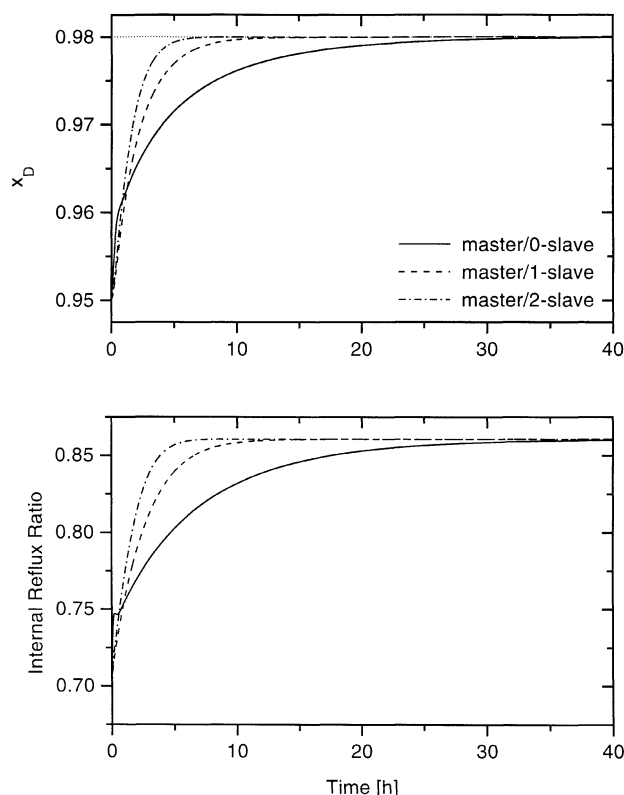 0.98
0.97
0.96
0.95
x_D
master/0-slave
master/1-slave
master/2-slave
0 10 20 30 40
0.85
0.80
0.75
0.70
Internal Reflux Ratio
0 10 20 30 40
Time [h]